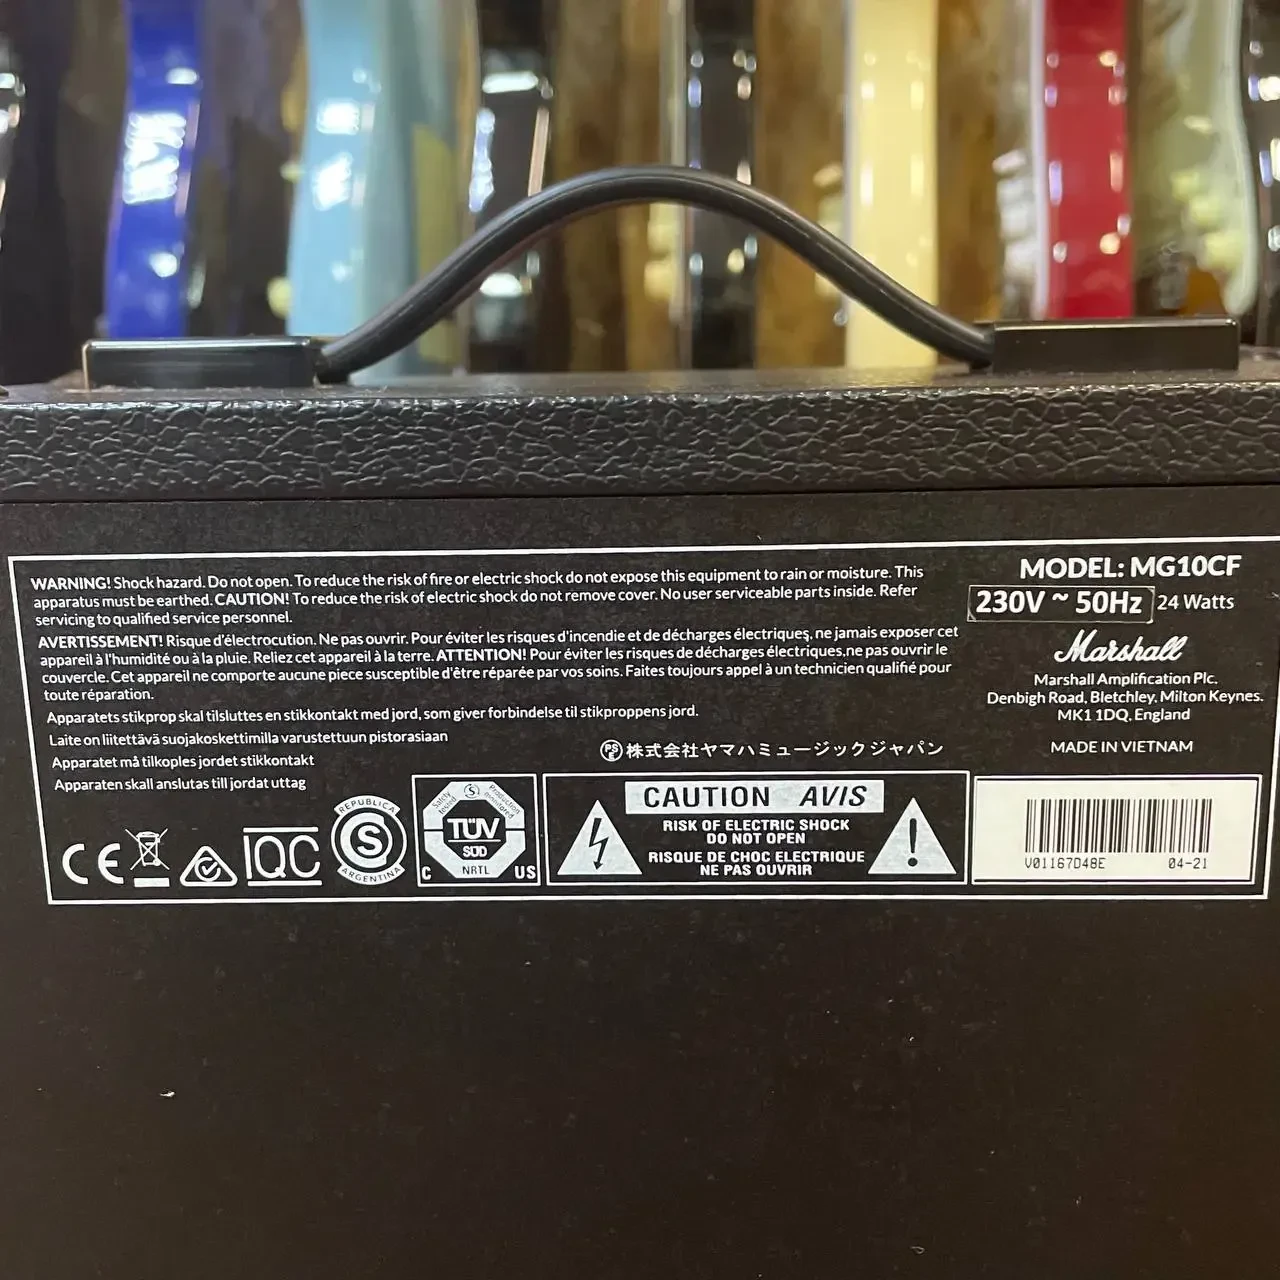 WARNING! Shock hazard. Do not open. To reduce the risk of fire or electric shock do not expose this equipment to rain or moisture. This
apparatus must be earthed. CAUTION! To reduce the risk of electric shock do not remove cover. No user serviceable parts inside. Refer
servicing to qualified service personnel.
AVERTISSEMENT! Risque d'électrocution. Ne pas ouvrir. Pour éviter les risques d'incendie et de décharges électriques, ne jamais exposer cet
appareil à l'humidité ou à la pluie. Reliez cet appareil à la terre. ATTENTION! Pour éviter les risques de décharges électriques,ne pas ouvrir le
couvercle. Cet appareil ne comporte aucune piece susceptible d'être réparée par vos soins. Faites toujours appel à un technicien qualifié pour
toute réparation.
Apparatets stikprop skal tilsluttes en stikkontakt med jord, som giver forbindelse til stikproppens jord.
Laite on liitettävä suojakoskettimilla varustettuun pistorasiaan
Apparatet må tilkoples jordet stikkontakt
Apparaten skall anslutas till jordat uttag
PSE 株式会社ヤマハミュージックジャパン
MODEL: MG10CF
230V ~ 50Hz 24 Watts
Marshall
Marshall Amplification Plc.
Denbigh Road, Bletchley, Milton Keynes.
MK1 1DQ, England
MADE IN VIETNAM
CE
IQC
REPUBLICA
S
ARGENTINA
Safety tested
S
Production monitored
TÜV
SÜD
NRTL
C US
CAUTION AVIS
RISK OF ELECTRIC SHOCK
DO NOT OPEN
RISQUE DE CHOC ELECTRIQUE
NE PAS OUVRIR
V01167D48E 04-21